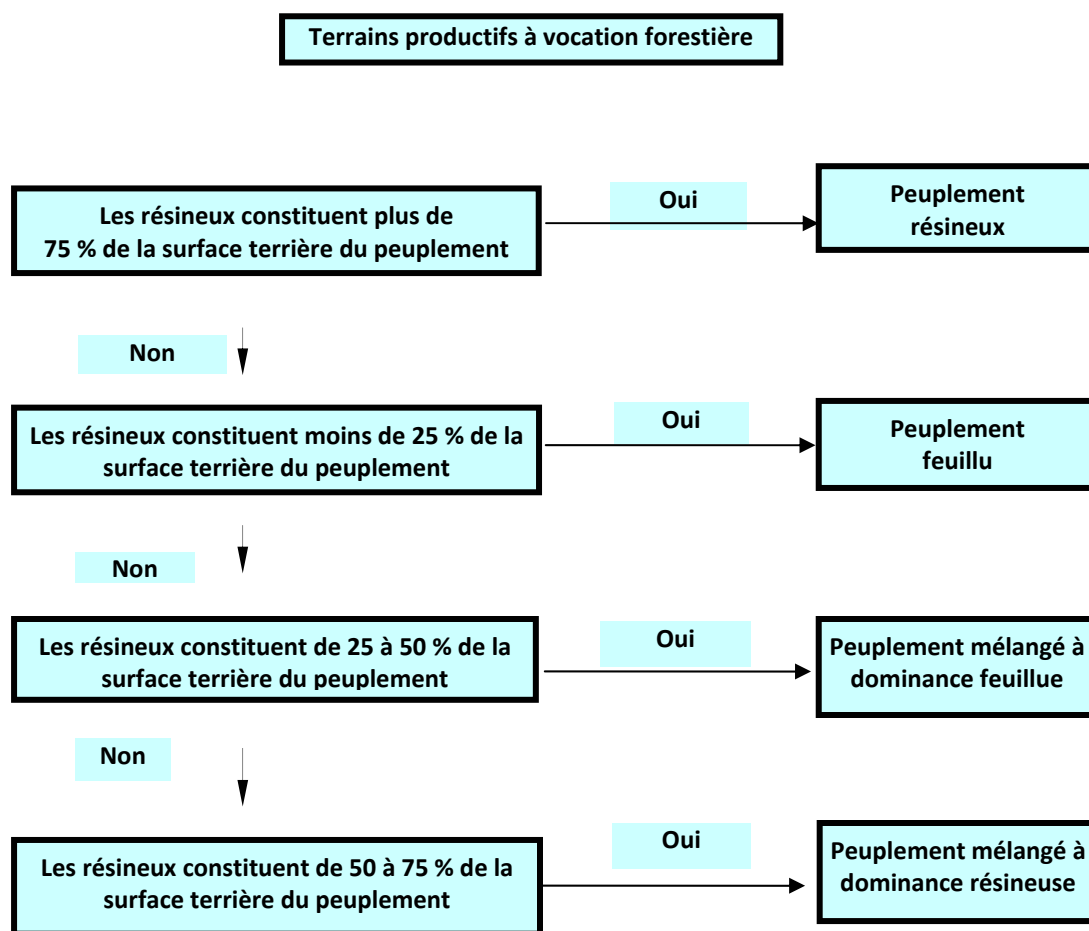 Terrains productifs à vocation forestière
Les résineux constituent plus de
75 % de la surface terrière du peuplement
Oui
Peuplement
résineux
Non
Les résineux constituent moins de 25 % de la
surface terrière du peuplement
Oui
Peuplement
feuillu
Non
Les résineux constituent de 25 à 50 % de la
surface terrière du peuplement
Oui
Peuplement mélangé à
dominance feuillue
Non
Les résineux constituent de 50 à 75 % de la
surface terrière du peuplement
Oui
Peuplement mélangé à
dominance résineuse